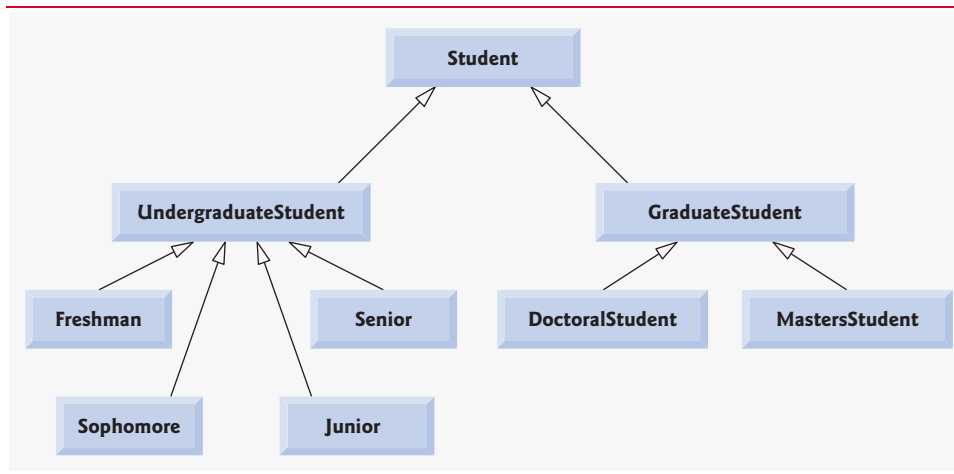 Student
UndergraduateStudent
GraduateStudent
Freshman
Senior
DoctoralStudent
MastersStudent
Sophomore
Junior